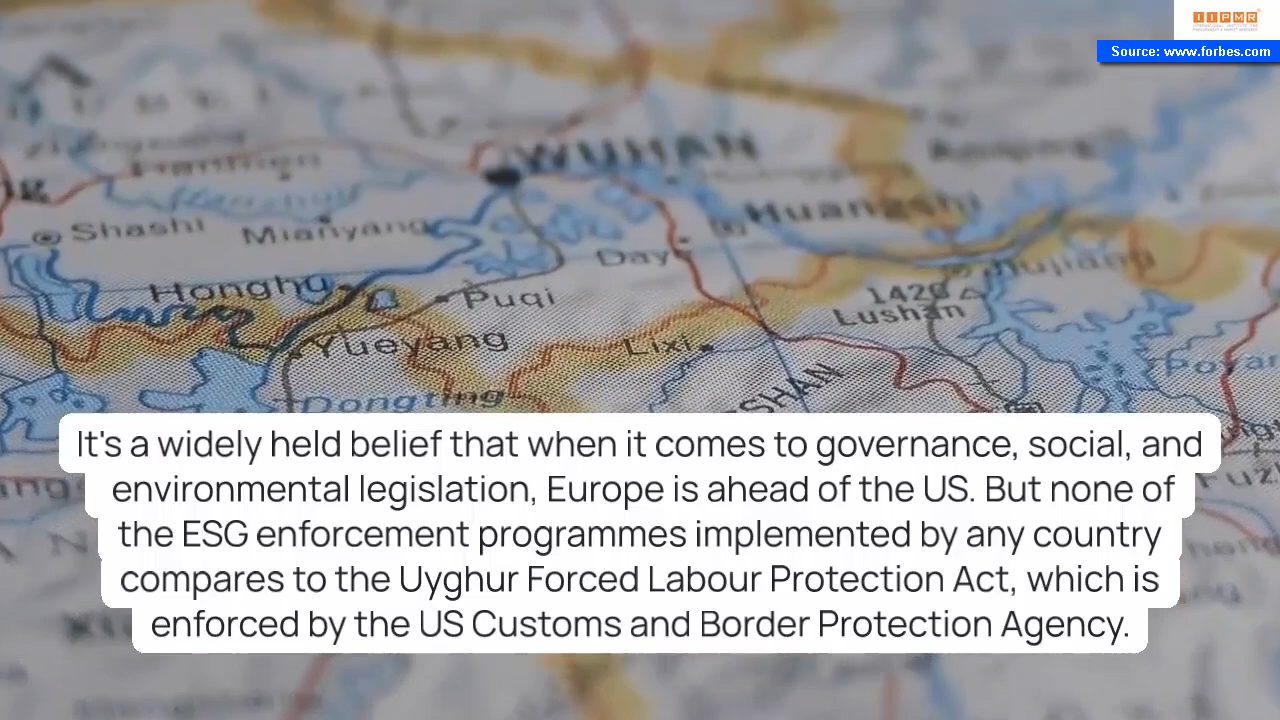 IIPMR
Source: www.forbes.com
WUHAN
Huangshi
Shashi
Mianyang
Daye
Honghu
Puqi
1426
Lushan
Yueyang
Lixi
Dongting
SHAN
It's a widely held belief that when it comes to governance, social, and
environmental legislation, Europe is ahead of the US. But none of
the ESG enforcement programmes implemented by any country
compares to the Uyghur Forced Labour Protection Act, which is
enforced by the US Customs and Border Protection Agency.